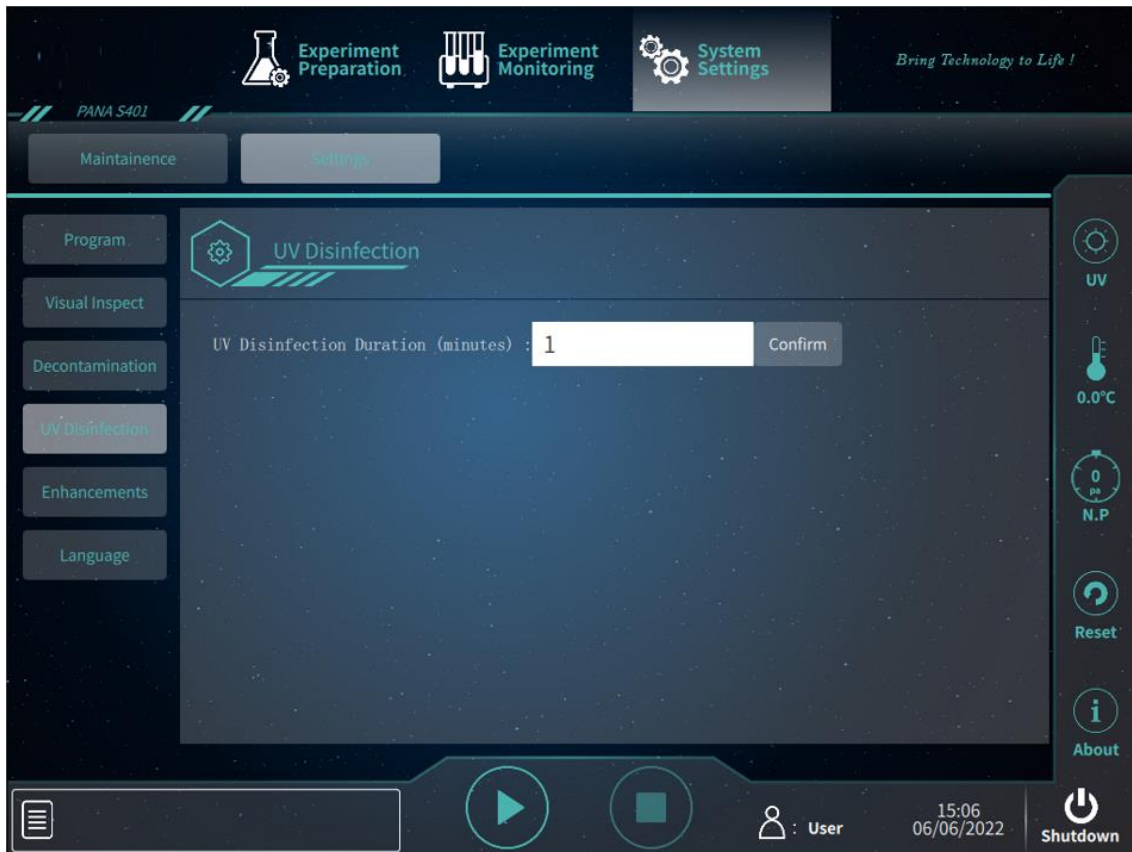 Experiment
Preparation
Experiment
Monitoring
System
Settings
Bring Technology to Life !
PANA S401
Maintainence
Settings
Program
Visual Inspect
Decontamination
UV Disinfection
Enhancements
Language
UV Disinfection
UV Disinfection Duration (minutes) : 1 Confirm
UV
0.0°C
0
pa
N.P
Reset
i
About
: User
15:06
06/06/2022
Shutdown